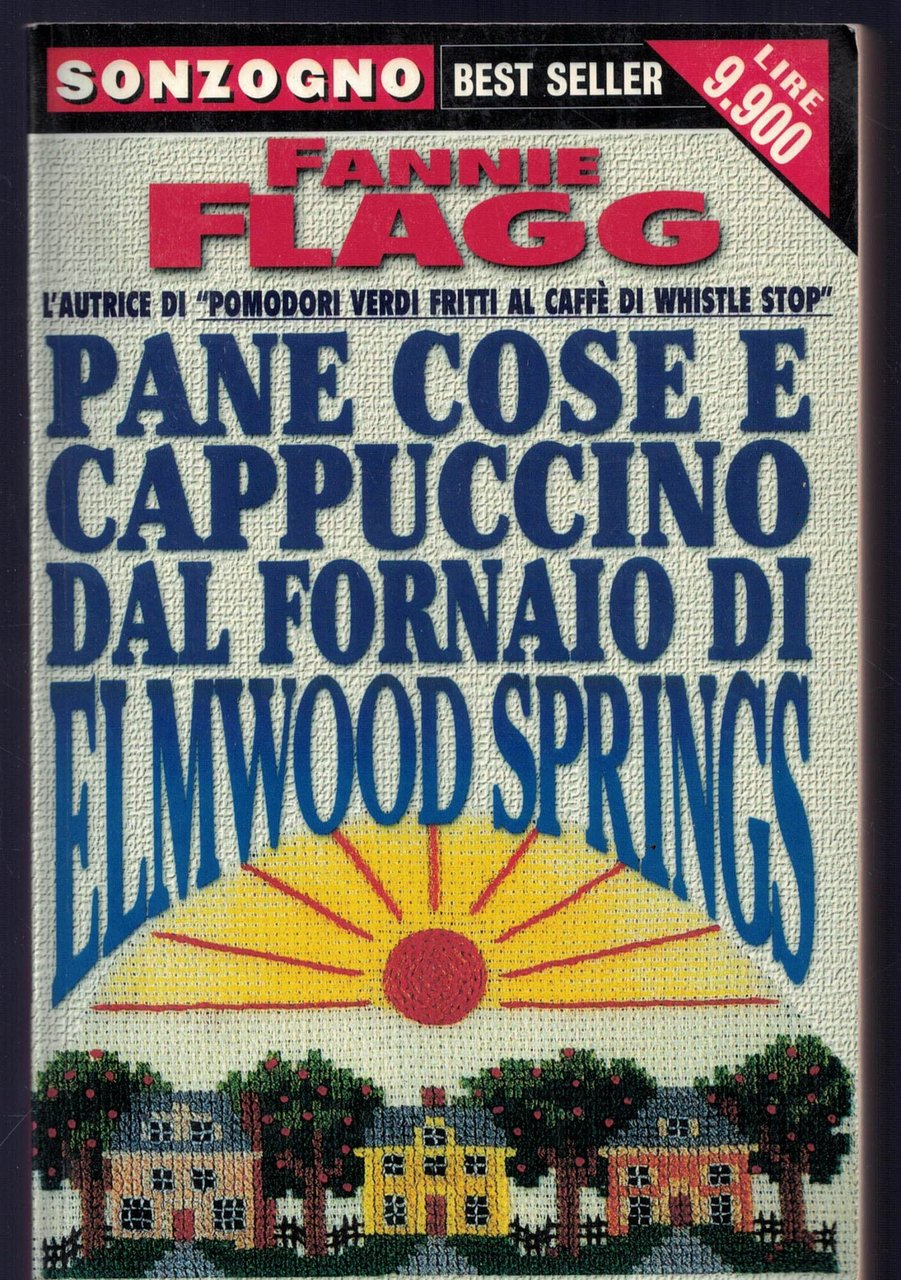 SONZOGNO
BEST SELLER
LIRE
9.900
FANNIE
FLAGG
L'AUTRICE DI "POMODORI VERDI FRITTI AL CAFFÈ DI WHISTLE STOP"
PANE COSE E
CAPPUCCINO
DAL FORNAIO DI
ELMWOOD SPRINGS